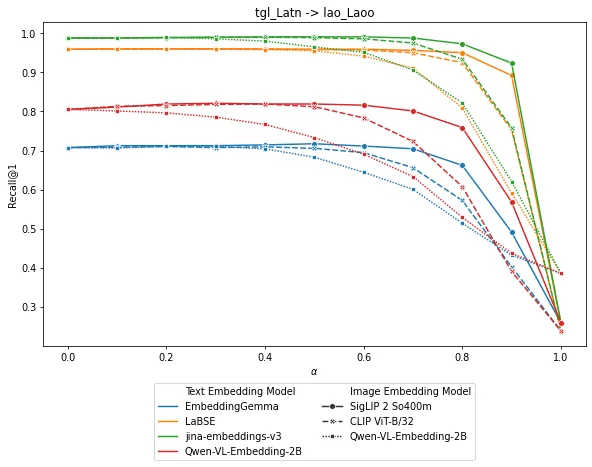 tgl_Latn -> lao_Laoo
1.0
0.9
0.8
0.7
0.6
0.5
0.4
0.3
Recall@1
0.0 0.2 0.4 0.6 0.8 1.0
α
Text Embedding Model
EmbeddingGemma
LaBSE
jina-embeddings-v3
Qwen-VL-Embedding-2B
Image Embedding Model
SigLIP 2 So400m
CLIP ViT-B/32
Qwen-VL-Embedding-2B